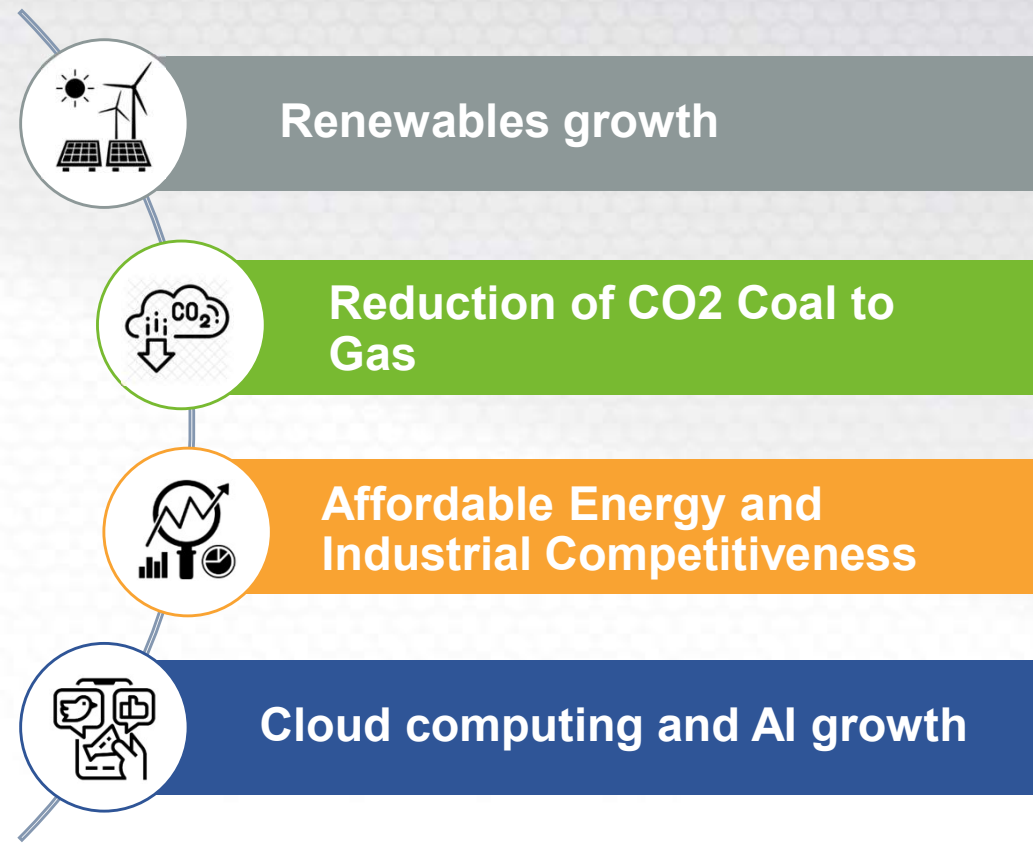 Renewables growth
CO₂
Reduction of CO2 Coal to
Gas
Affordable Energy and
Industrial Competitiveness
Cloud computing and AI growth